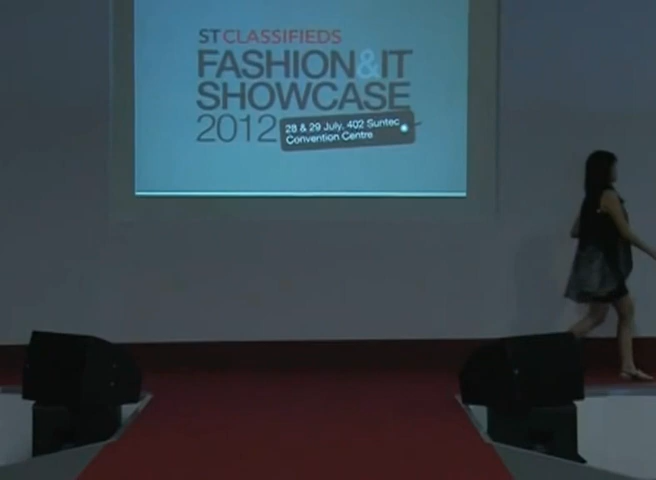 ST CLASSIFIEDS
FASHION&IT
SHOWCASE
2012
28 & 29 July, 402 Suntec
Convention Centre